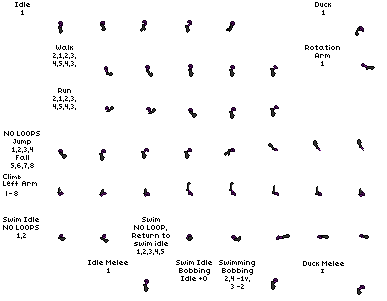 Idle
1
Duck
1
Walk
2,1,2,3,
4,5,4,3,
Rotation
Arm
1
Run
2,1,2,3,
4,5,4,3,
NO LOOPS
Jump
1,2,3,4
Fall
5,6,7,8
Climb
Left Arm
1-8
Swim Idle
NO LOOPS
1,2
Swim
NO LOOP,
Return to
swim idle
1,2,3,4,5
Swim Idle
Bobbing
Idle +0
Swimming
Bobbing
2,4 -1v,
3 -2
Idle Melee
1
Duck Melee
1